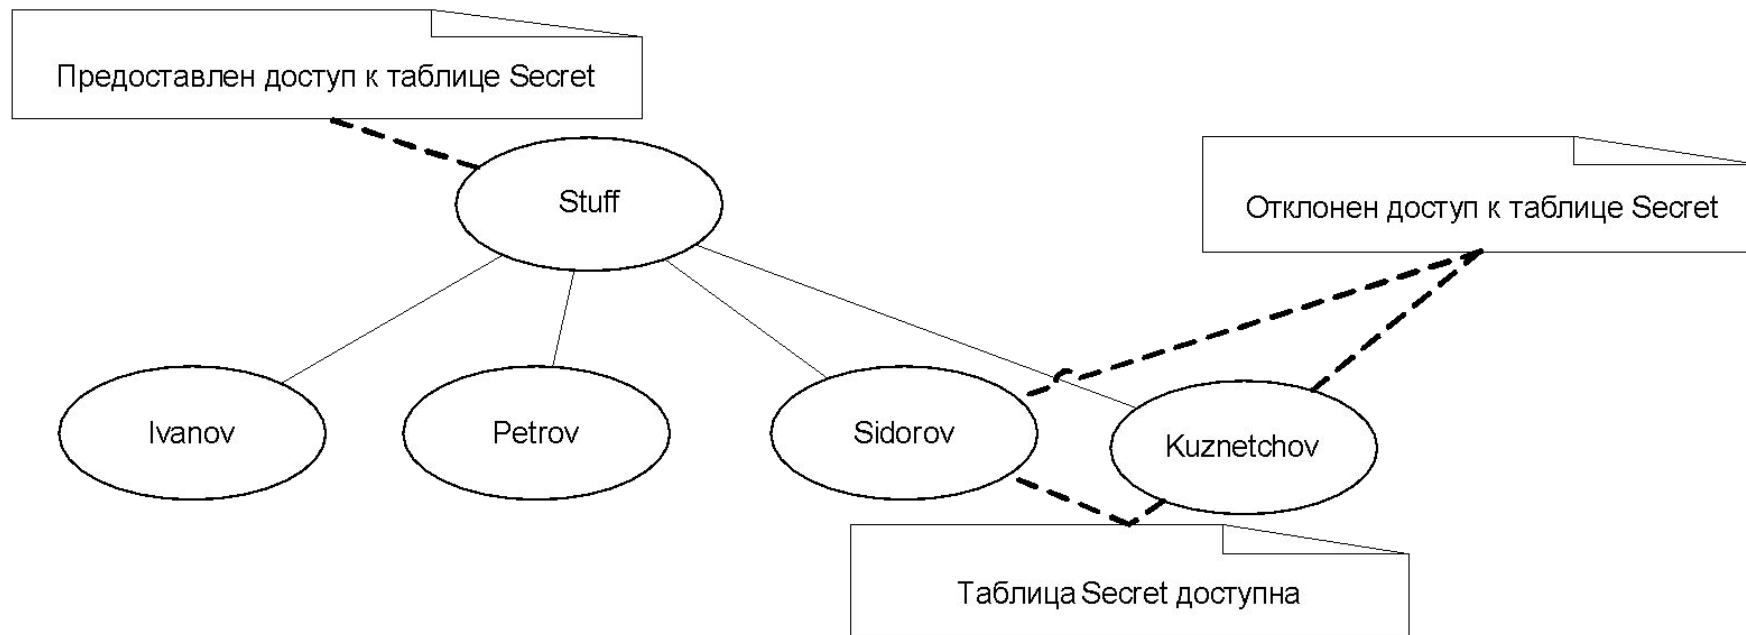 Предоставлен доступ к таблице Secret
Stuff
Отклонен доступ к таблице Secret
Ivanov
Petrov
Sidorov
Kuznetchov
Таблица Secret доступна